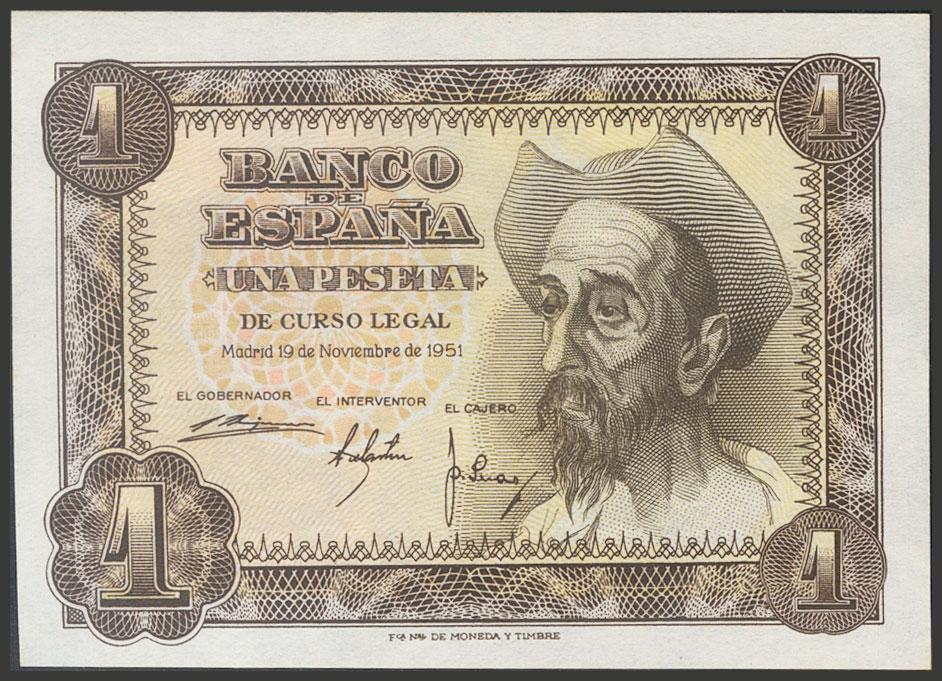 1
1
BANCO
DE
ESPAÑA
UNA PESETA
DE CURSO LEGAL
Madrid 19 de Noviembre de 1951
EL GOBERNADOR EL INTERVENTOR EL CAJERO
1
1
Fca Nal DE MONEDA Y TIMBRE